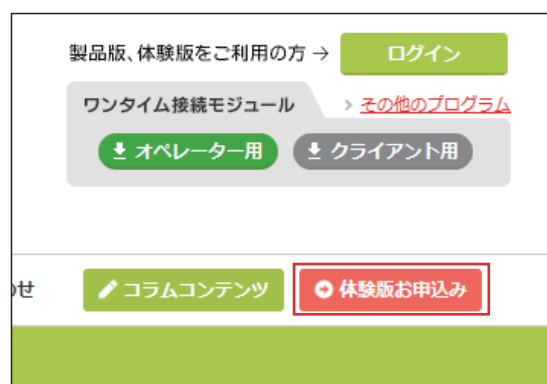 製品版、体験版をご利用の方 → ログイン
ワンタイム接続モジュール > その他のプログラム
オペレーター用 クライアント用
わせ コラムコンテンツ 体験版お申込み